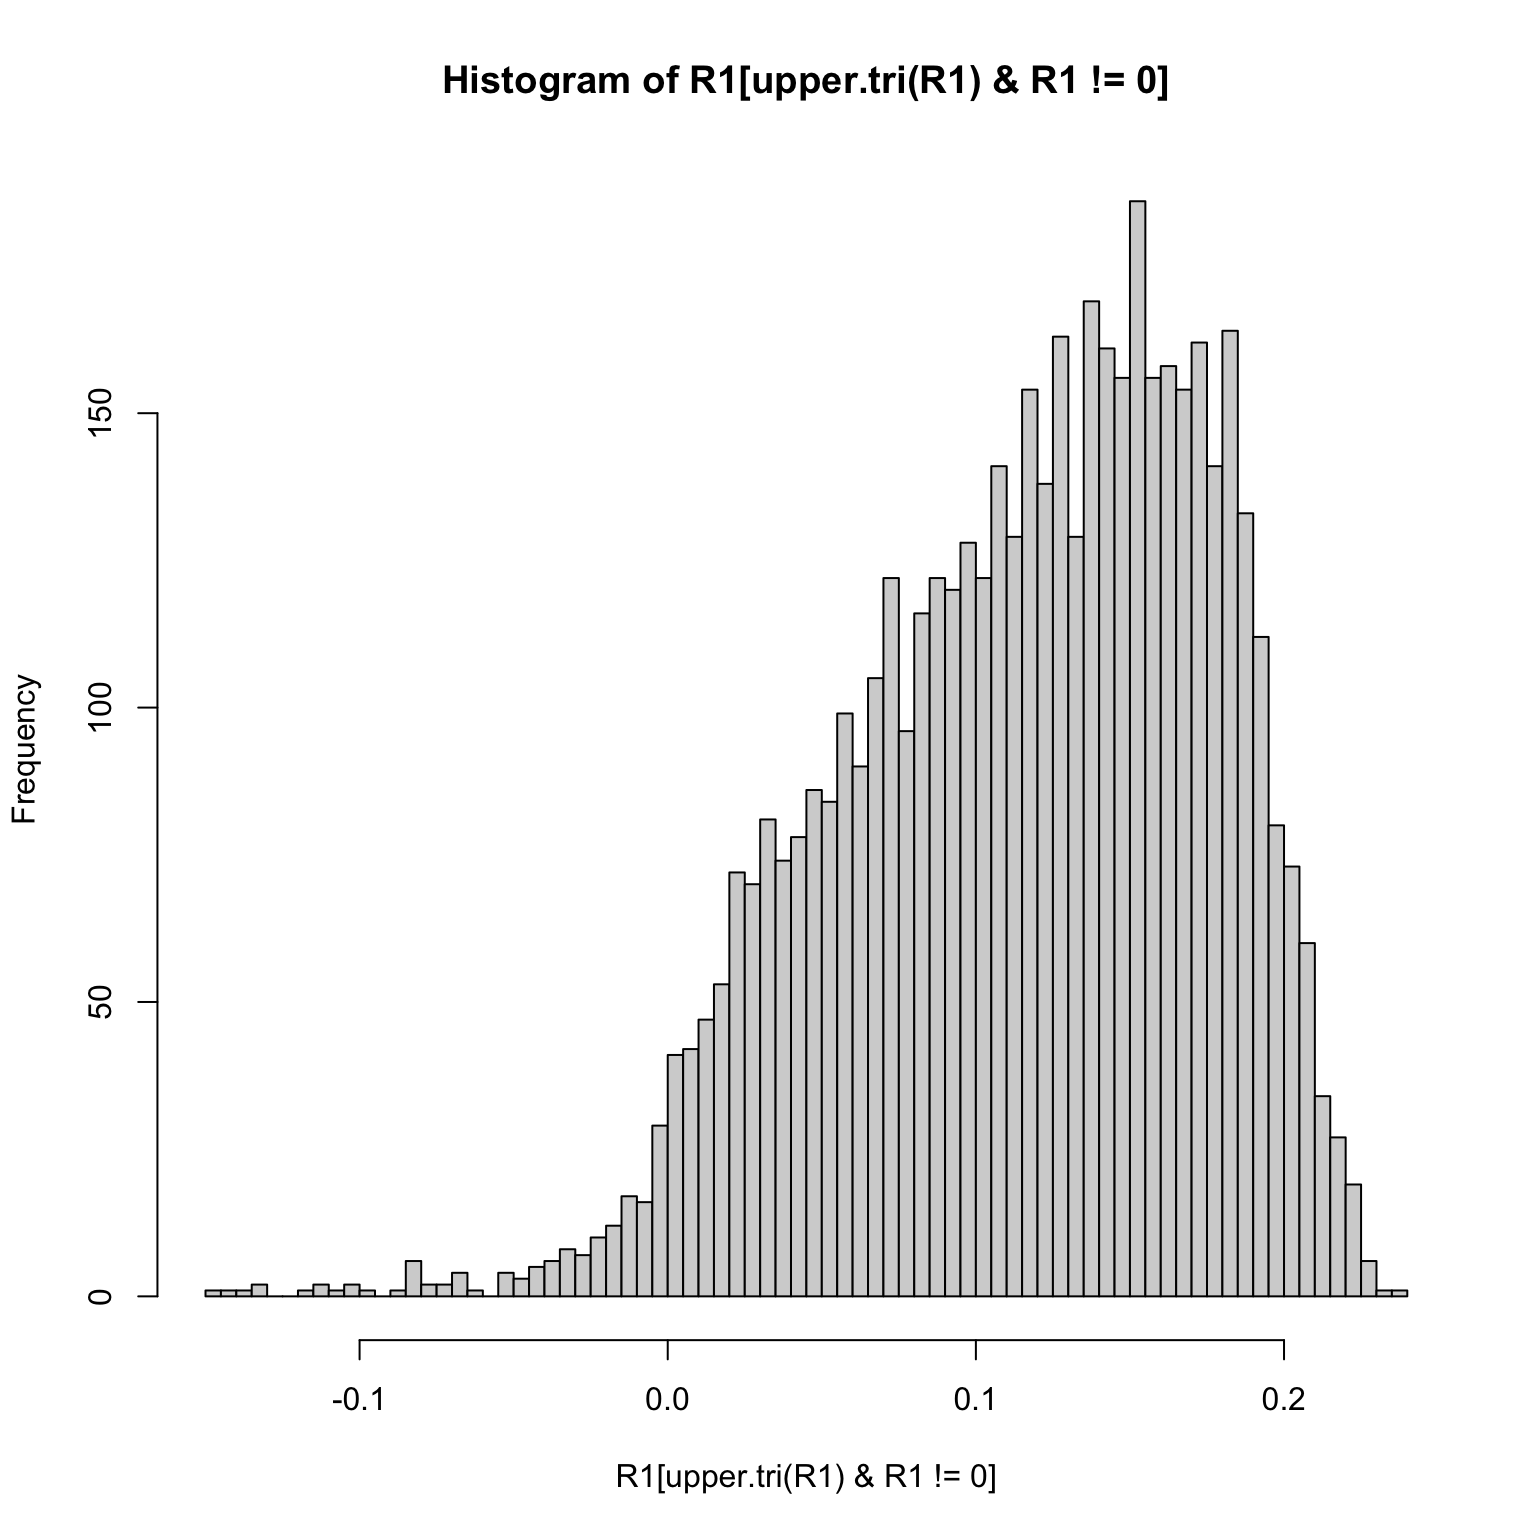 Histogram of R1[upper.tri(R1) & R1 != 0]
Frequency
150
100
50
0
-0.1 0.0 0.1 0.2
R1[upper.tri(R1) & R1 != 0]